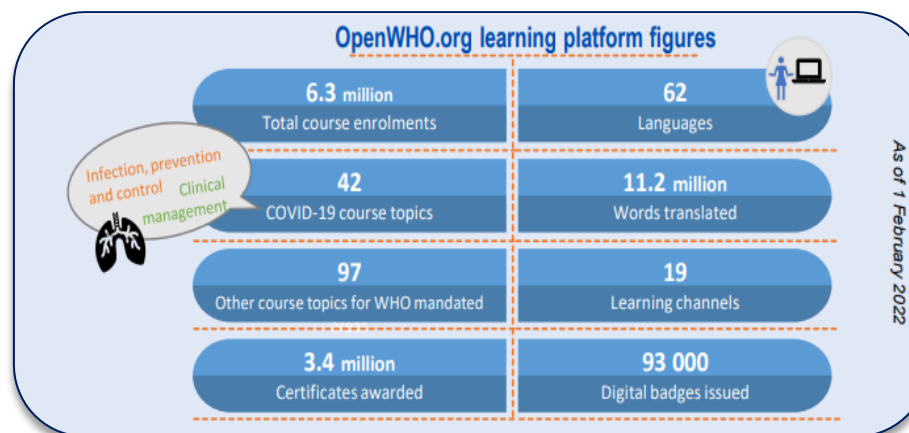 OpenWHO.org learning platform figures
6.3 million
Total course enrolments
62
Languages
Infection, prevention
and control Clinical
management
42
COVID-19 course topics
11.2 million
Words translated
97
Other course topics for WHO mandated
19
Learning channels
3.4 million
Certificates awarded
93 000
Digital badges issued
As of 1 February 2022